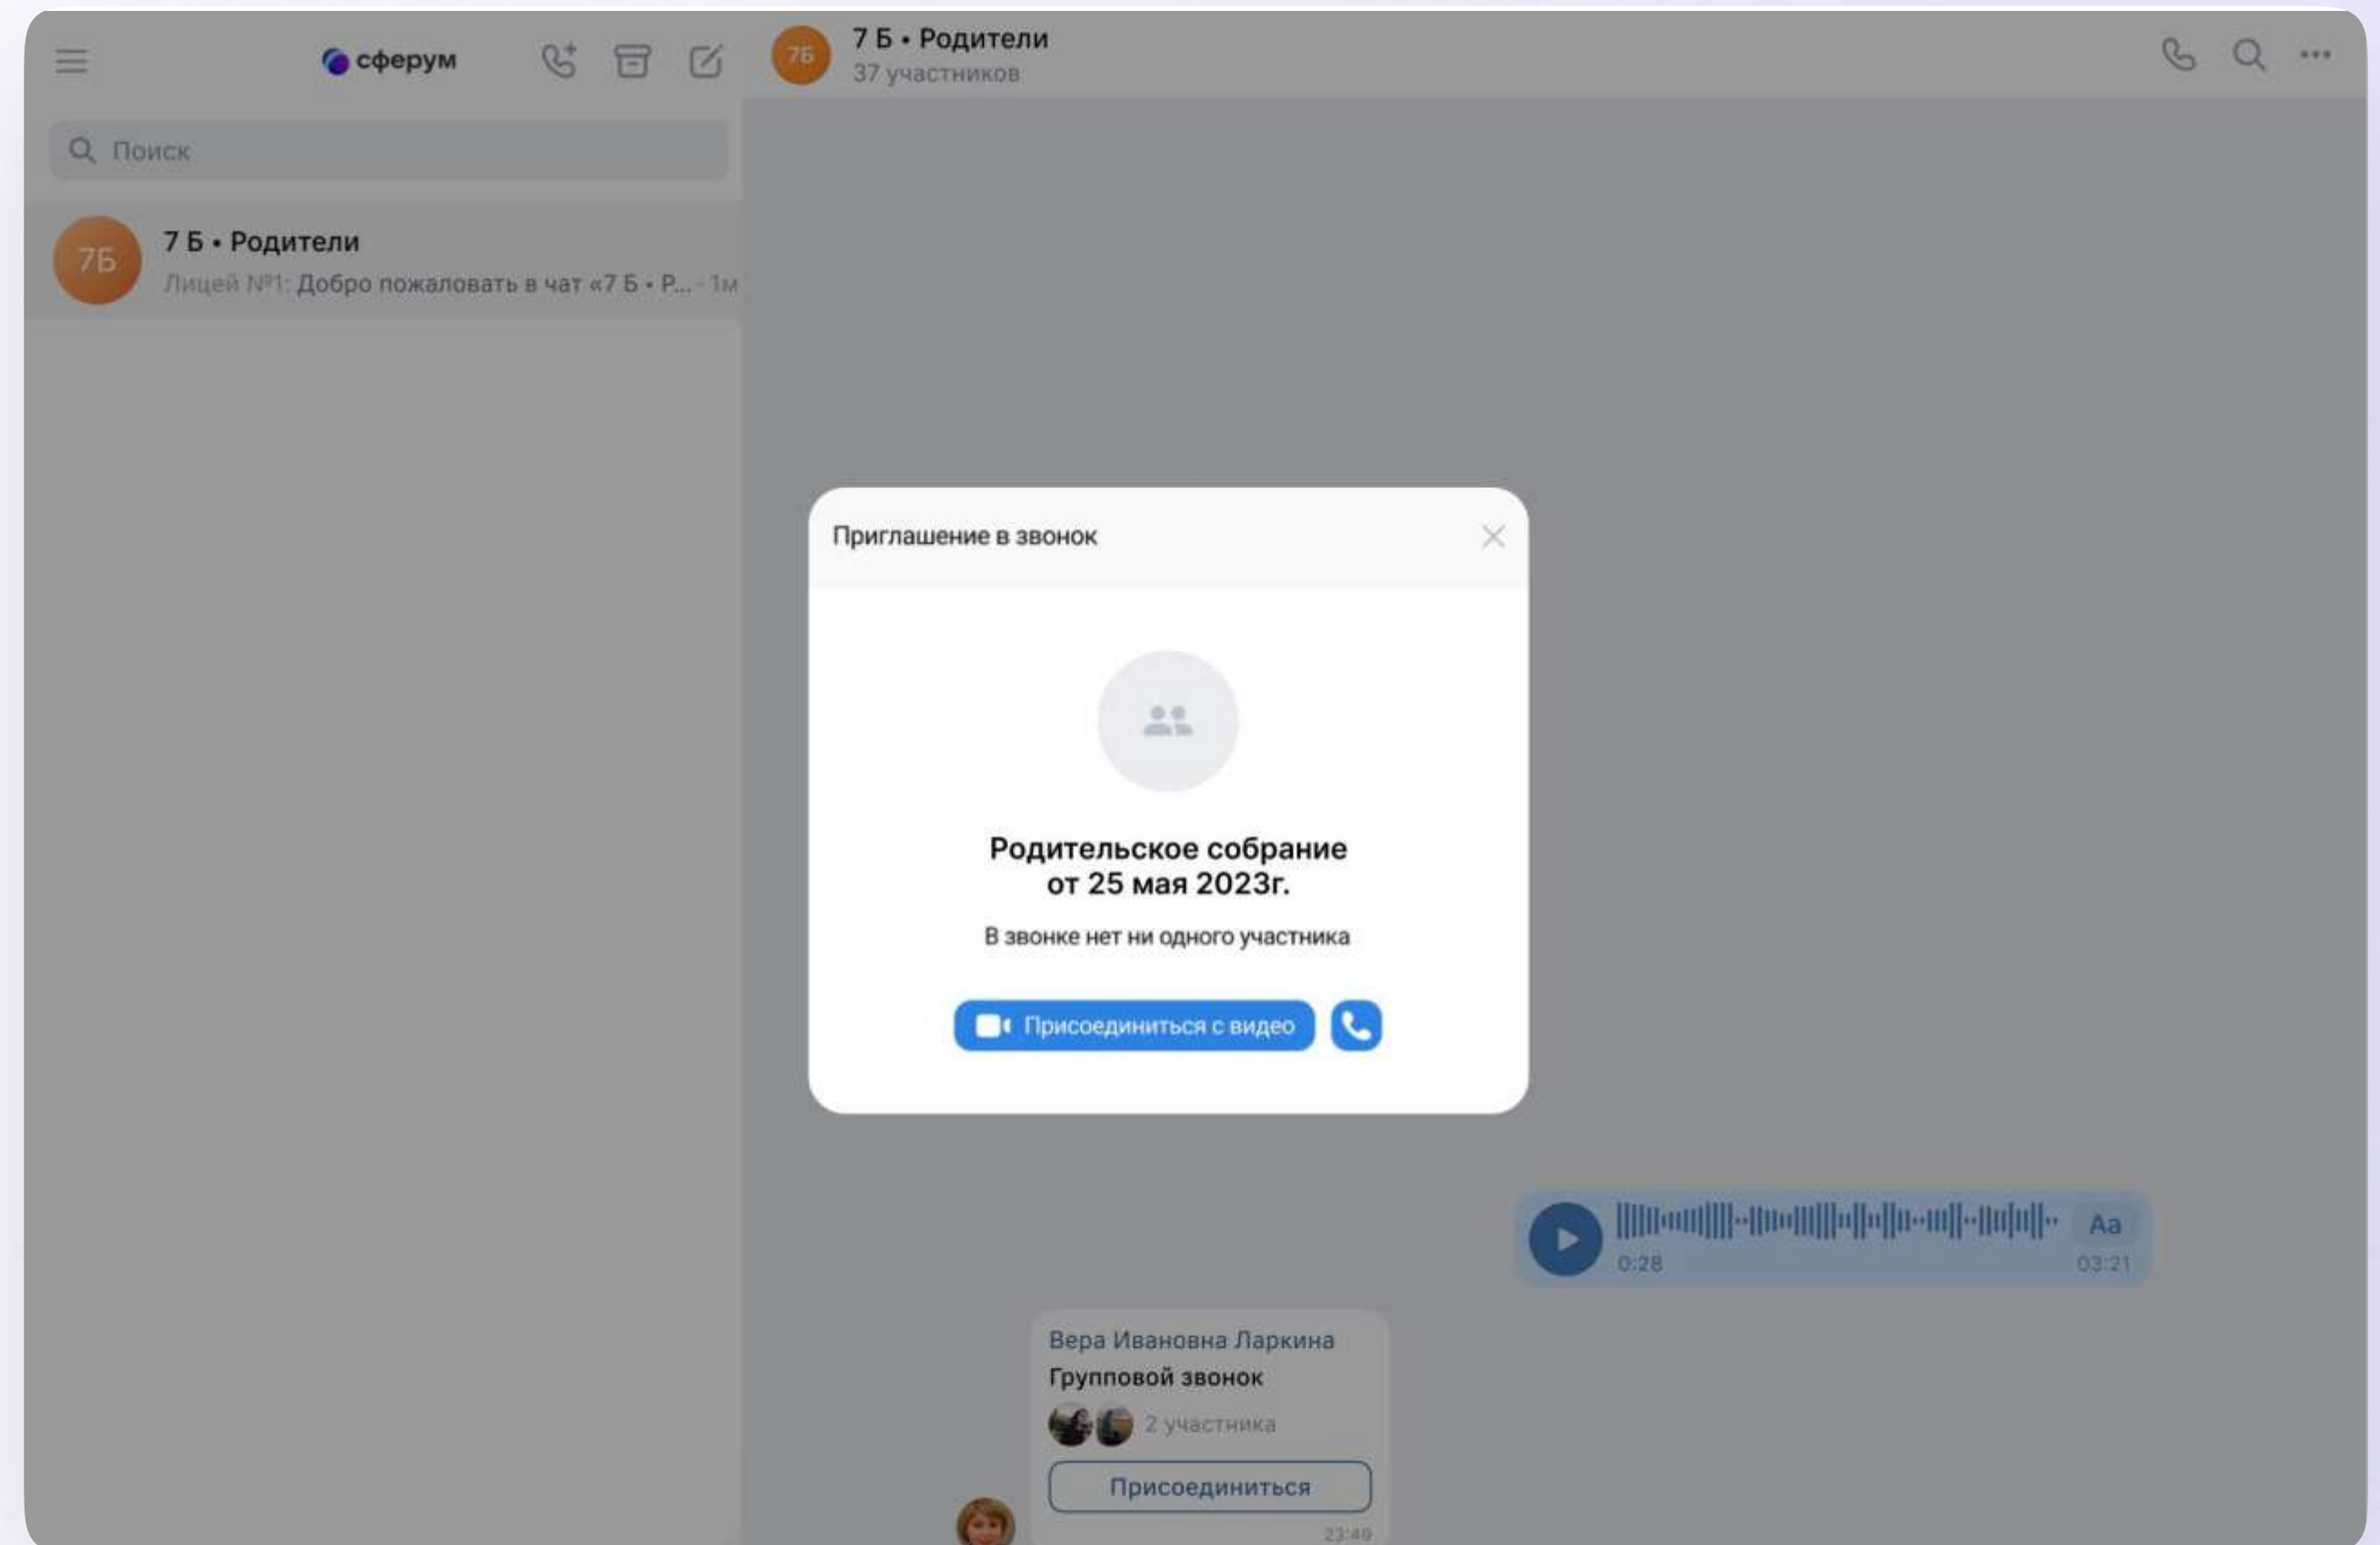 сферум
7Б
7 Б • Родители
37 участников
Поиск
7Б
7 Б • Родители
Лицей №1: Добро пожаловать в чат «7 Б • Р... · 1м
Приглашение в звонок
Родительское собрание
от 25 мая 2023г.
В звонке нет ни одного участника
Присоединиться с видео
Aa
0:28
03:21
Вера Ивановна Ларкина
Групповой звонок
2 участника
Присоединиться
23:49